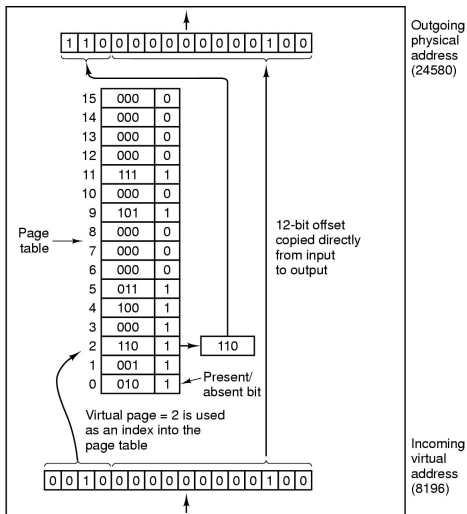 Outgoing
physical
address
(24580)
1 1 0 0 0 0 0 0 0 0 0 0 1 0 0
15 000 0
14 000 0
13 000 0
12 000 0
11 111 1
10 000 0
9 101 1
8 000 0
7 000 0
6 000 0
5 011 1
4 100 1
3 000 1
2 110 1 110
1 001 1
0 010 1
Page
table
12-bit offset
copied directly
from input
to output
Present/
absent bit
Virtual page = 2 is used
as an index into the
page table
0 0 1 0 0 0 0 0 0 0 0 0 0 1 0 0
Incoming
virtual
address
(8196)